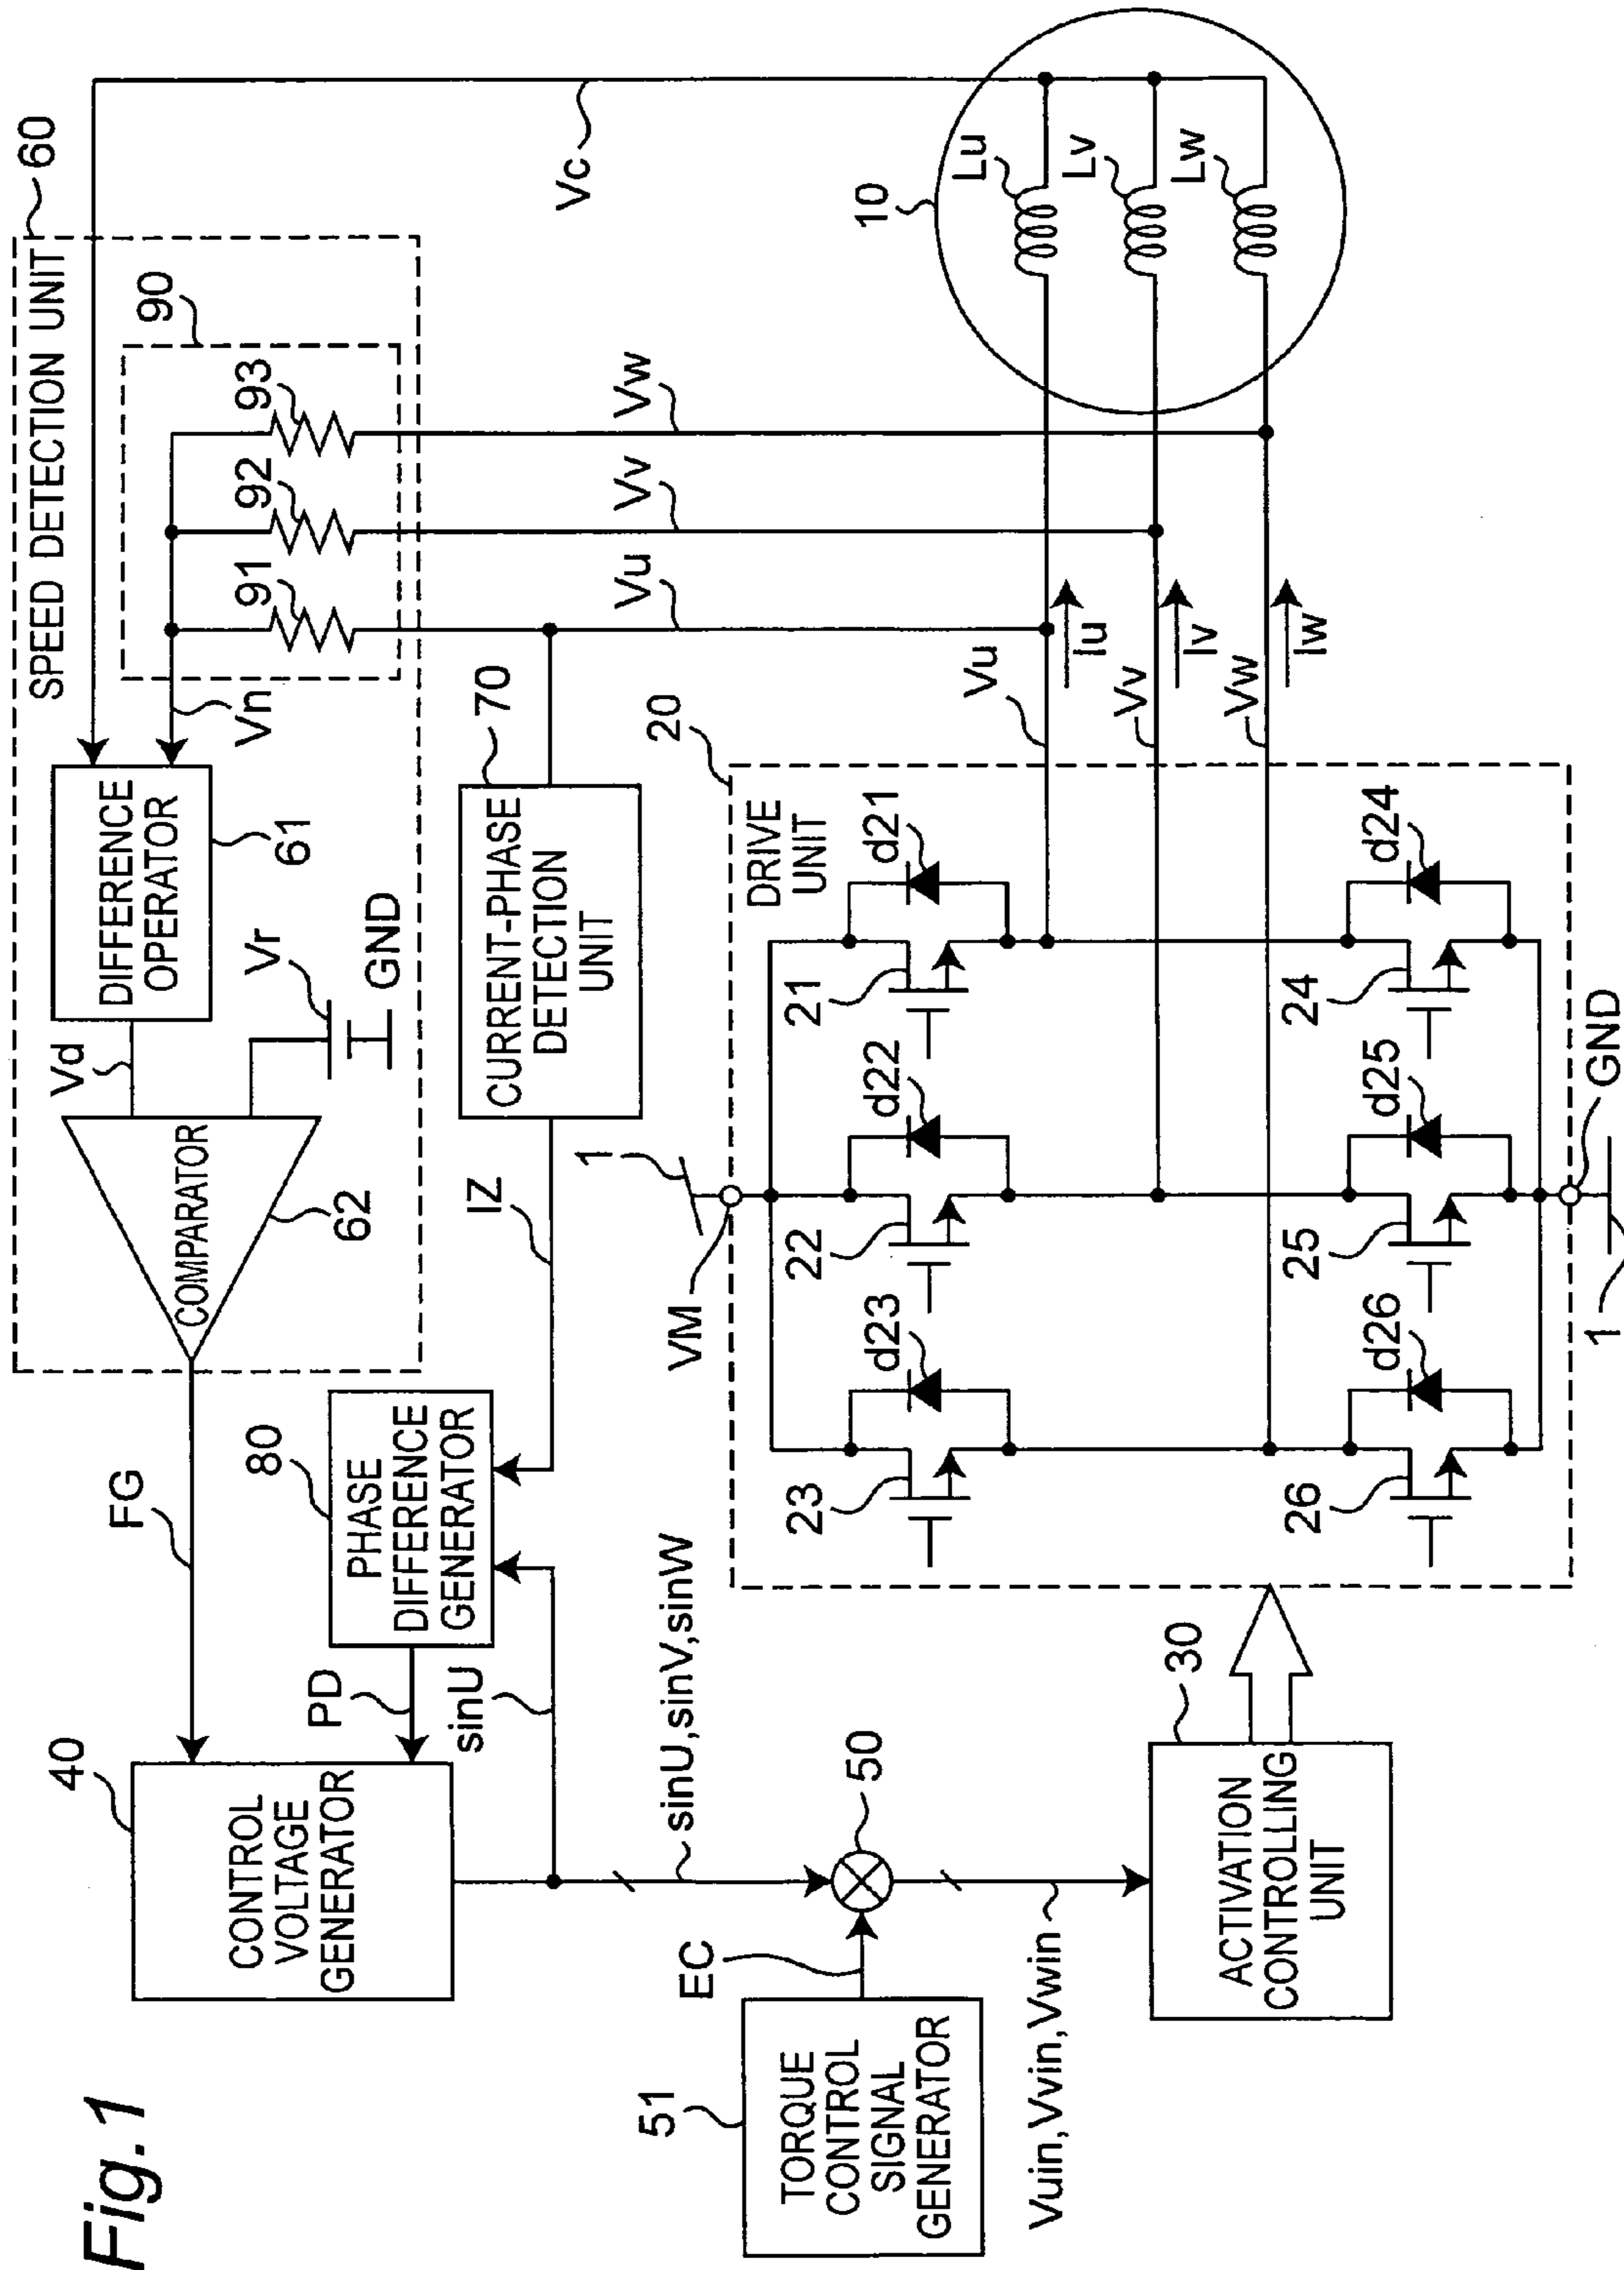 Fig.1
SPEED DETECTION UNIT
60
90
91
92
93
Vn
Vc
DIFFERENCE
OPERATOR
61
Vd
Vr
GND
COMPARATOR
62
FG
40
CONTROL
VOLTAGE
GENERATOR
PD
80
PHASE
DIFFERENCE
GENERATOR
sinU
IZ
70
CURRENT-PHASE
DETECTION
UNIT
Vu
Vv
Vw
10
Lu
Lv
Lw
sinU,sinV,sinW
50
EC
51
TORQUE
CONTROL
SIGNAL
GENERATOR
Vuin,Vvin,Vwin
30
ACTIVATION
CONTROLLING
UNIT
20
DRIVE
UNIT
VM
1
23
d23
22
d22
21
d21
26
d26
25
d25
24
d24
1
GND
Vu
Vv
Vw
Iu
Iv
Iw